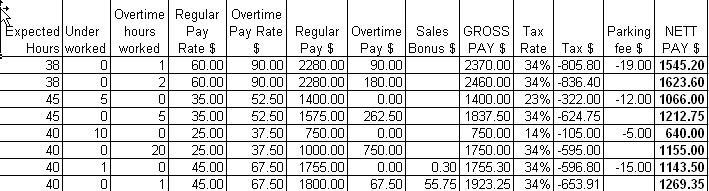 Overtime Regular Overtime
Expected Under hours Pay Pay Rate Regular Overtime Sales GROSS Tax Parking NETT
Hours worked worked Rate $ $ Pay $ Pay $ Bonus $ PAY $ Rate Tax $ fee $ PAY $
38 0 1 60.00 90.00 2280.00 90.00 2370.00 34% -805.80 -19.00 1545.20
38 0 2 60.00 90.00 2280.00 180.00 2460.00 34% -836.40 1623.60
45 5 0 35.00 52.50 1400.00 0.00 1400.00 23% -322.00 -12.00 1066.00
45 0 5 35.00 52.50 1575.00 262.50 1837.50 34% -624.75 1212.75
40 10 0 25.00 37.50 750.00 0.00 750.00 14% -105.00 -5.00 640.00
40 0 20 25.00 37.50 1000.00 750.00 1750.00 34% -595.00 1155.00
40 1 0 45.00 67.50 1755.00 0.00 0.30 1755.30 34% -596.80 -15.00 1143.50
40 0 1 45.00 67.50 1800.00 67.50 55.75 1923.25 34% -653.91 1269.35